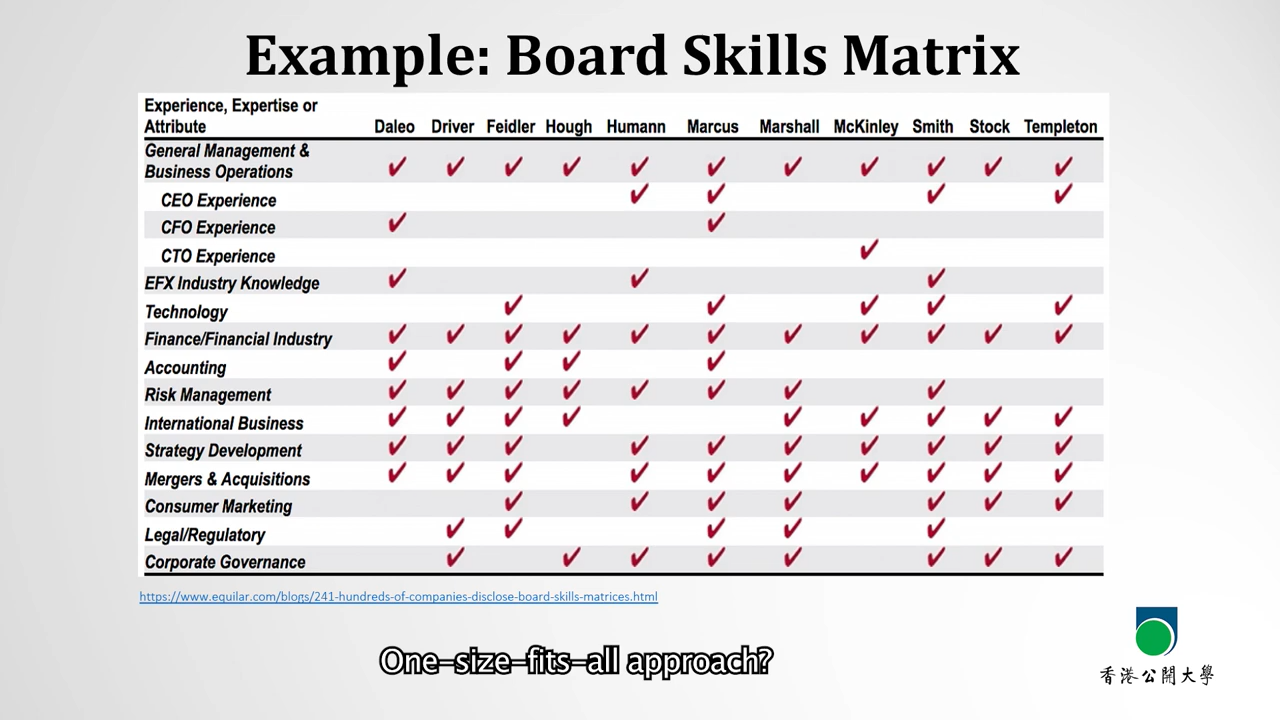 Example: Board Skills Matrix
Experience, Expertise or
Attribute Daleo Driver Feidler Hough Humann Marcus Marshall McKinley Smith Stock Templeton
General Management &
Business Operations ✔ ✔ ✔ ✔ ✔ ✔ ✔ ✔ ✔ ✔ ✔
CEO Experience ✔ ✔ ✔ ✔
CFO Experience ✔ ✔
CTO Experience ✔
EFX Industry Knowledge ✔ ✔ ✔
Technology ✔ ✔ ✔ ✔ ✔
Finance/Financial Industry ✔ ✔ ✔ ✔ ✔ ✔ ✔ ✔ ✔ ✔ ✔
Accounting ✔ ✔ ✔ ✔
Risk Management ✔ ✔ ✔ ✔ ✔ ✔ ✔ ✔
International Business ✔ ✔ ✔ ✔ ✔ ✔ ✔ ✔ ✔
Strategy Development ✔ ✔ ✔ ✔ ✔ ✔ ✔ ✔ ✔ ✔
Mergers & Acquisitions ✔ ✔ ✔ ✔ ✔ ✔ ✔ ✔ ✔ ✔
Consumer Marketing ✔ ✔ ✔ ✔ ✔ ✔ ✔
Legal/Regulatory ✔ ✔ ✔ ✔ ✔
Corporate Governance ✔ ✔ ✔ ✔ ✔ ✔ ✔ ✔
https://www.equilar.com/blogs/241-hundreds-of-companies-disclose-board-skills-matrices.html
One-size-fits-all approach?
香港公開大學